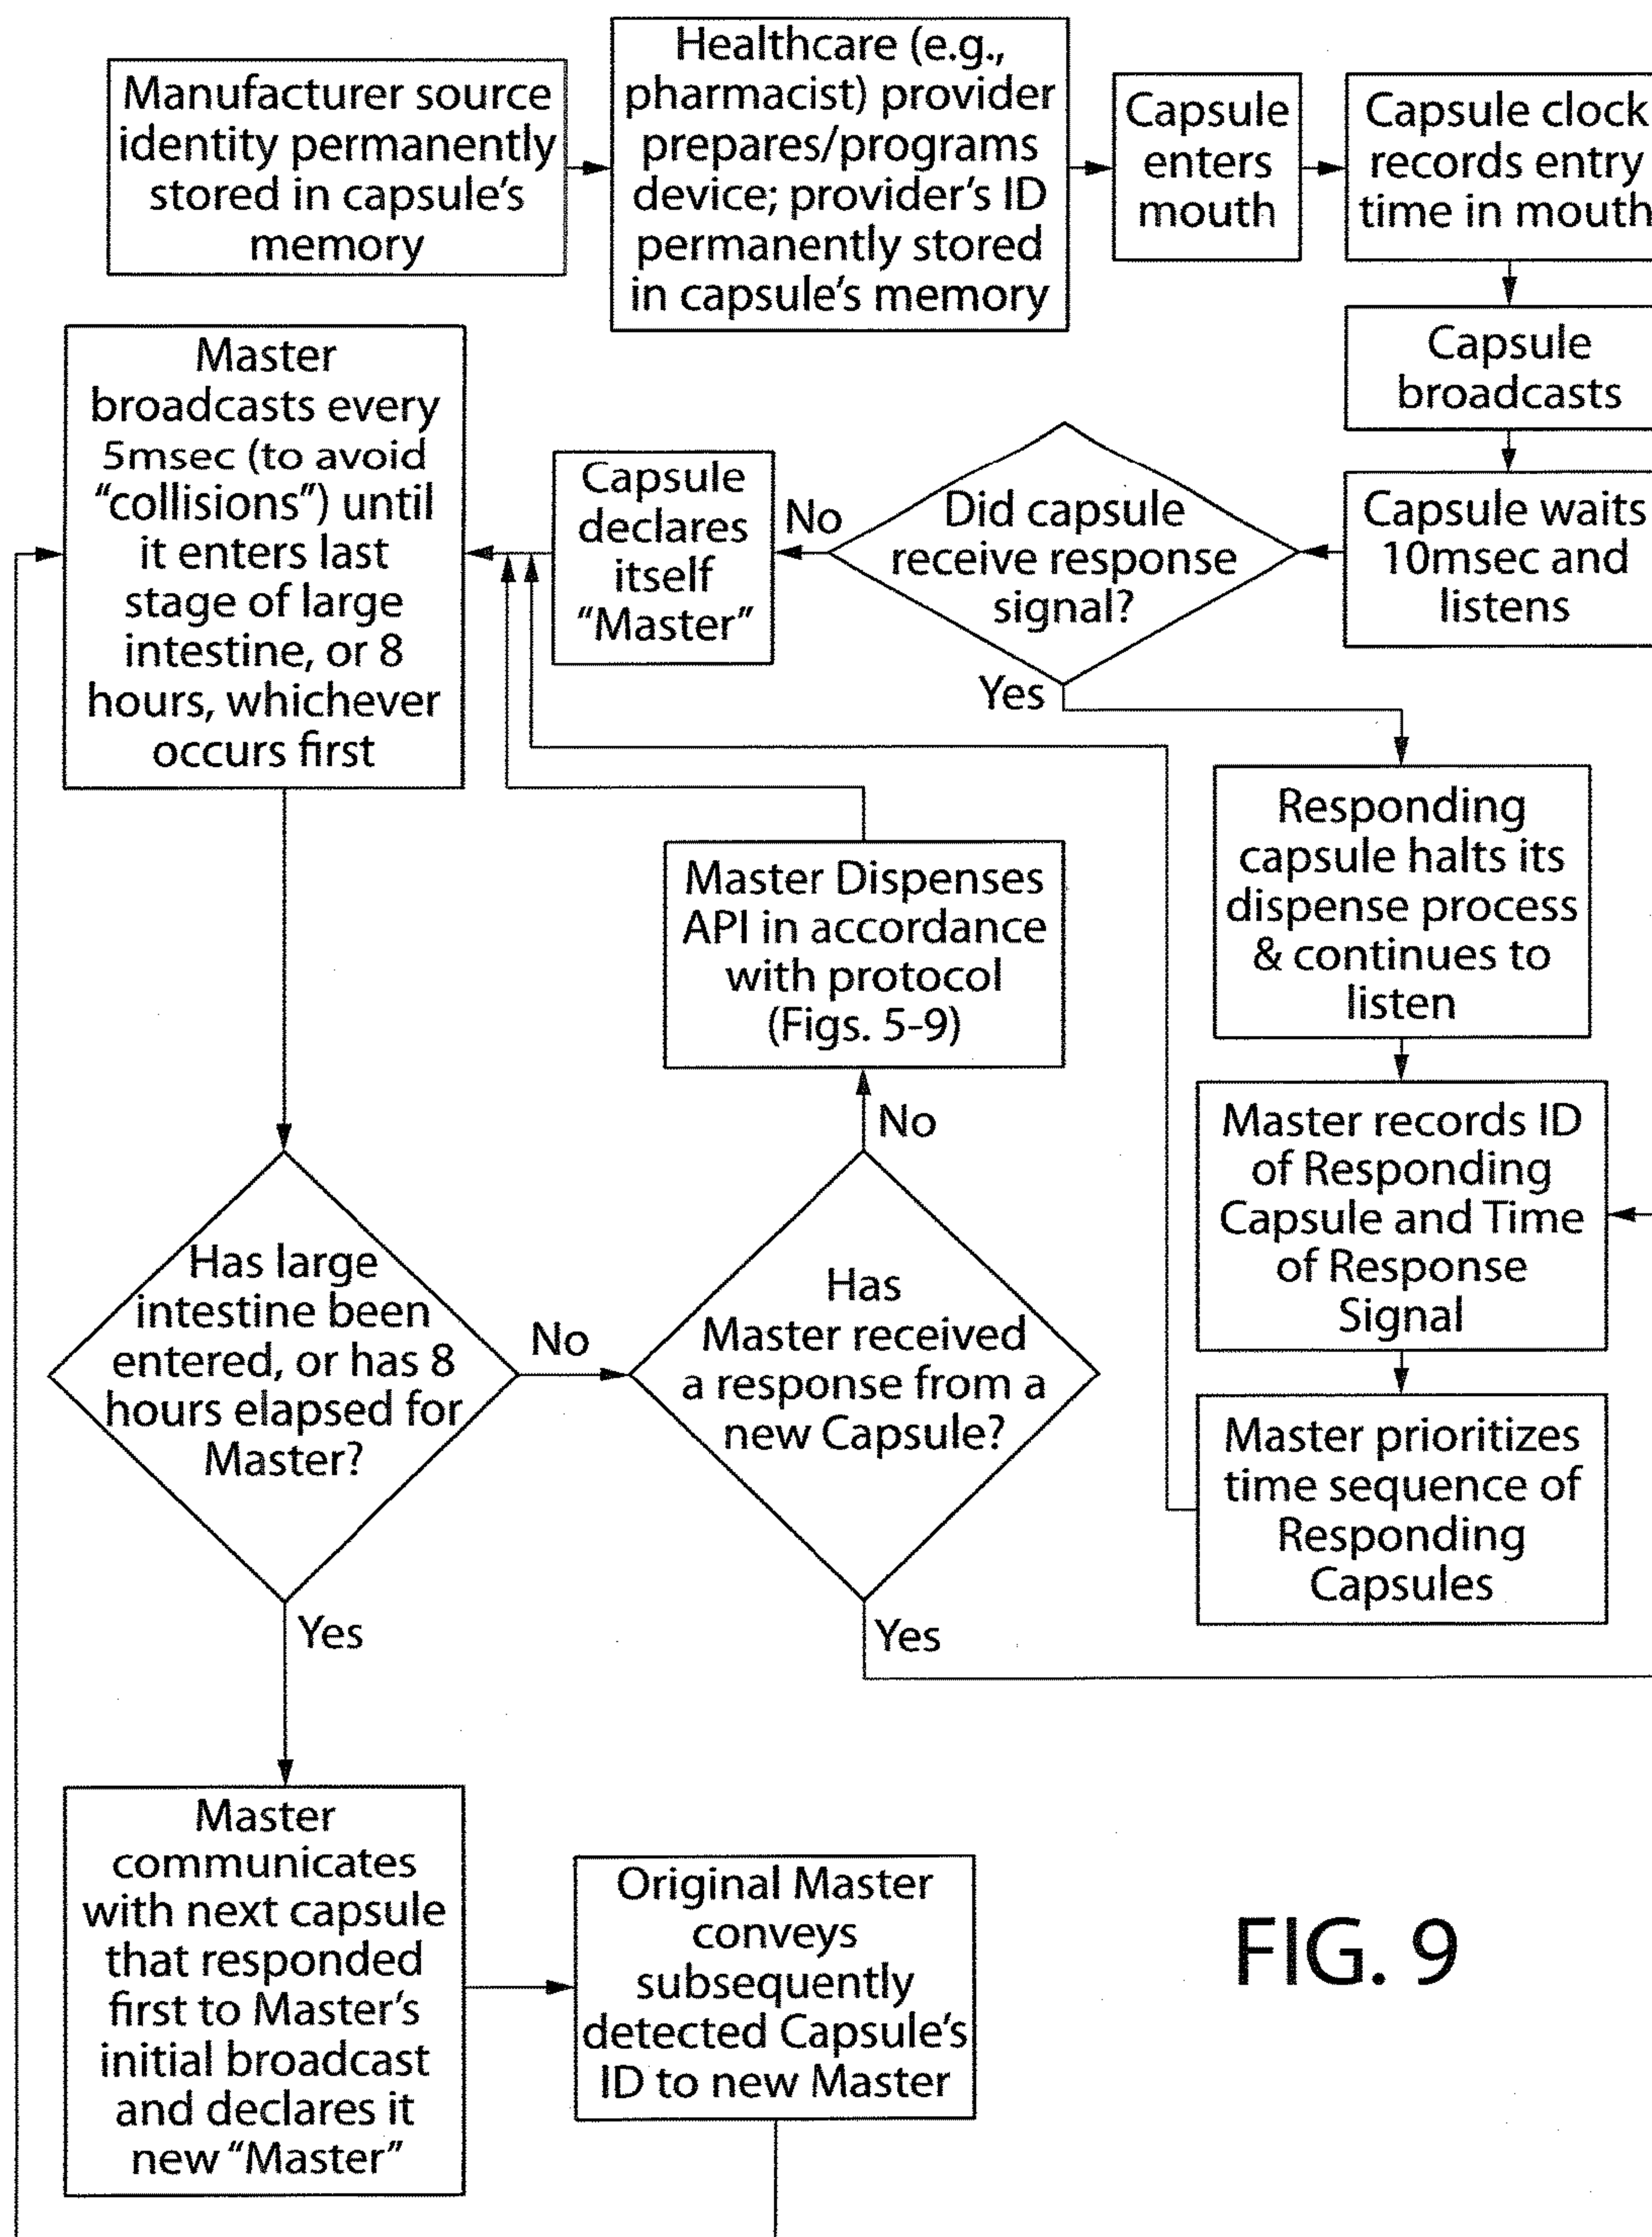 Manufacturer source
identity permanently
stored in capsule's
memory
Healthcare (e.g.,
pharmacist) provider
prepares/programs
device; provider's ID
permanently stored
in capsule's memory
Capsule
enters
mouth
Capsule clock
records entry
time in mouth
Capsule
broadcasts
Capsule waits
10msec and
listens
Did capsule
receive response
signal?
No
Yes
Capsule
declares
itself
“Master”
Master
broadcasts every
5msec (to avoid
“collisions”) until
it enters last
stage of large
intestine, or 8
hours, whichever
occurs first
Responding
capsule halts its
dispense process
& continues to
listen
Master records ID
of Responding
Capsule and Time
of Response
Signal
Master prioritizes
time sequence of
Responding
Capsules
Master Dispenses
API in accordance
with protocol
(Figs. 5-9)
No
Has large
intestine been
entered, or has 8
hours elapsed for
Master?
No
Has
Master received
a response from a
new Capsule?
Yes
Yes
Master
communicates
with next capsule
that responded
first to Master's
initial broadcast
and declares it
new “Master”
Original Master
conveys
subsequently
detected Capsule's
ID to new Master
FIG. 9